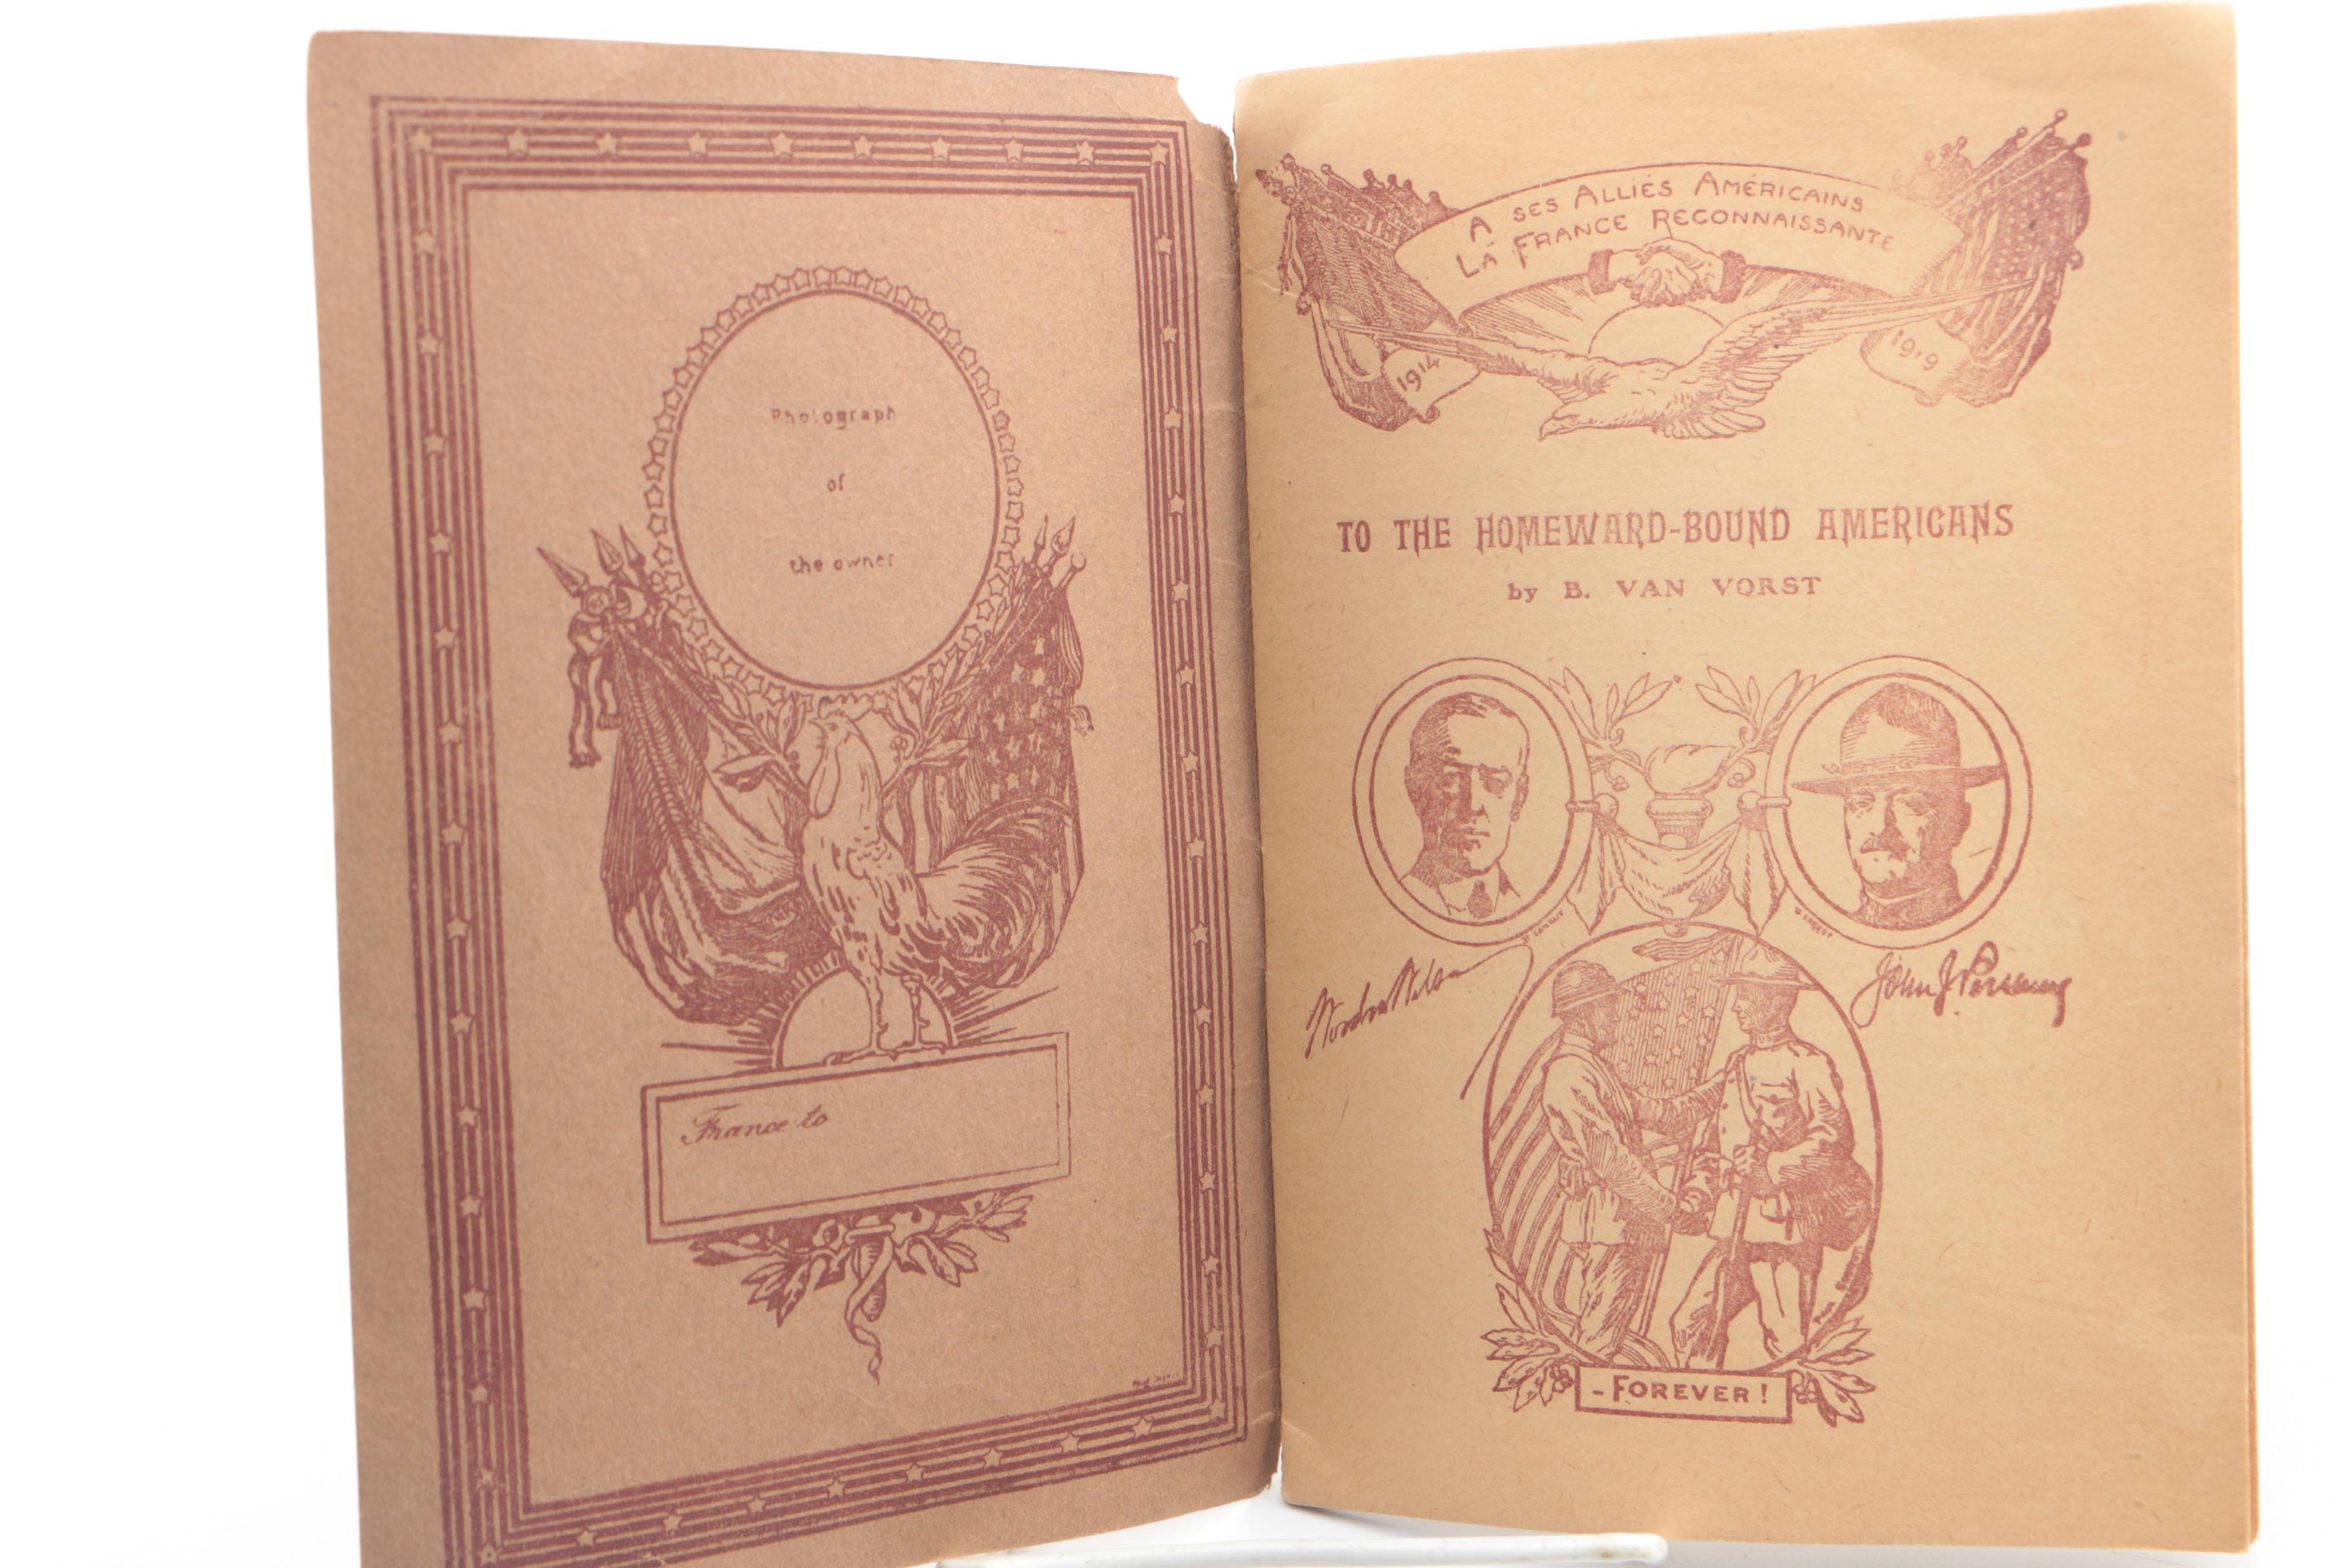 Photograph
of
the owner
France to
A SES ALLIÉS AMÉRICAINS
LA FRANCE RECONNAISSANTE
1914
1919
TO THE HOMEWARD-BOUND AMERICANS
by B. VAN VORST
Woodrow Wilson
John J. Pershing
- FOREVER!